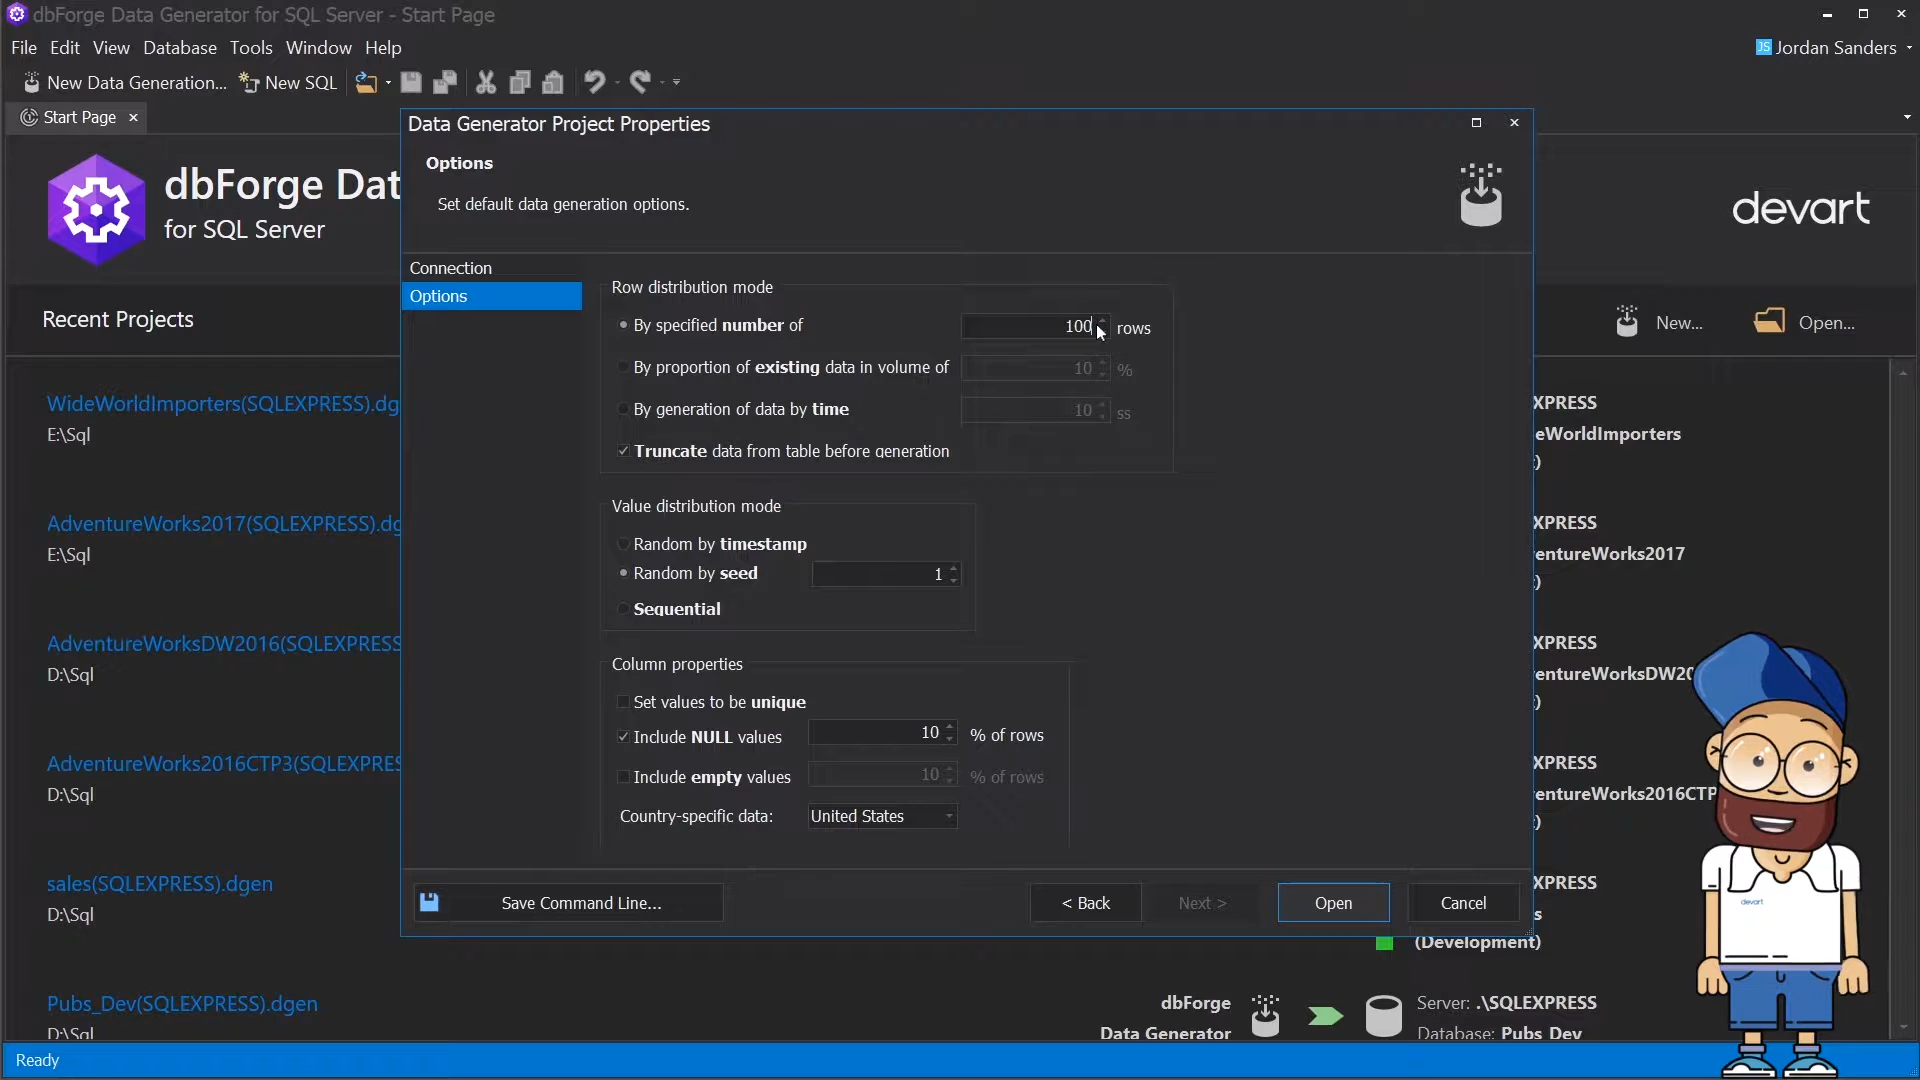 dbForge Data Generator for SQL Server - Start Page
File Edit View Database Tools Window Help
JS Jordan Sanders
New Data Generation... New SQL
Start Page
dbForge Dat
for SQL Server
devart
Recent Projects
New... Open...
WideWorldImporters(SQLEXPRESS).dg
E:\Sql
AdventureWorks2017(SQLEXPRESS).dg
E:\Sql
AdventureWorksDW2016(SQLEXPRESS
D:\Sql
AdventureWorks2016CTP3(SQLEXPRES
D:\Sql
sales(SQLEXPRESS).dgen
D:\Sql
Pubs_Dev(SQLEXPRESS).dgen
D:\Sql
Data Generator Project Properties
Options
Set default data generation options.
Connection
Options
Row distribution mode
By specified number of 100 rows
By proportion of existing data in volume of 10 %
By generation of data by time 10 ss
Truncate data from table before generation
Value distribution mode
Random by timestamp
Random by seed 1
Sequential
Column properties
Set values to be unique
Include NULL values 10 % of rows
Include empty values 10 % of rows
Country-specific data: United States
Save Command Line... < Back Next > Open Cancel
XPRESS
eWorldImporters
)
XPRESS
entureWorks2017
)
XPRESS
entureWorksDW20
)
XPRESS
entureWorks2016CTP
)
XPRESS
s
(Development)
dbForge
Data Generator
Server: .\SQLEXPRESS
Database: Pubs_Dev
devart
Ready